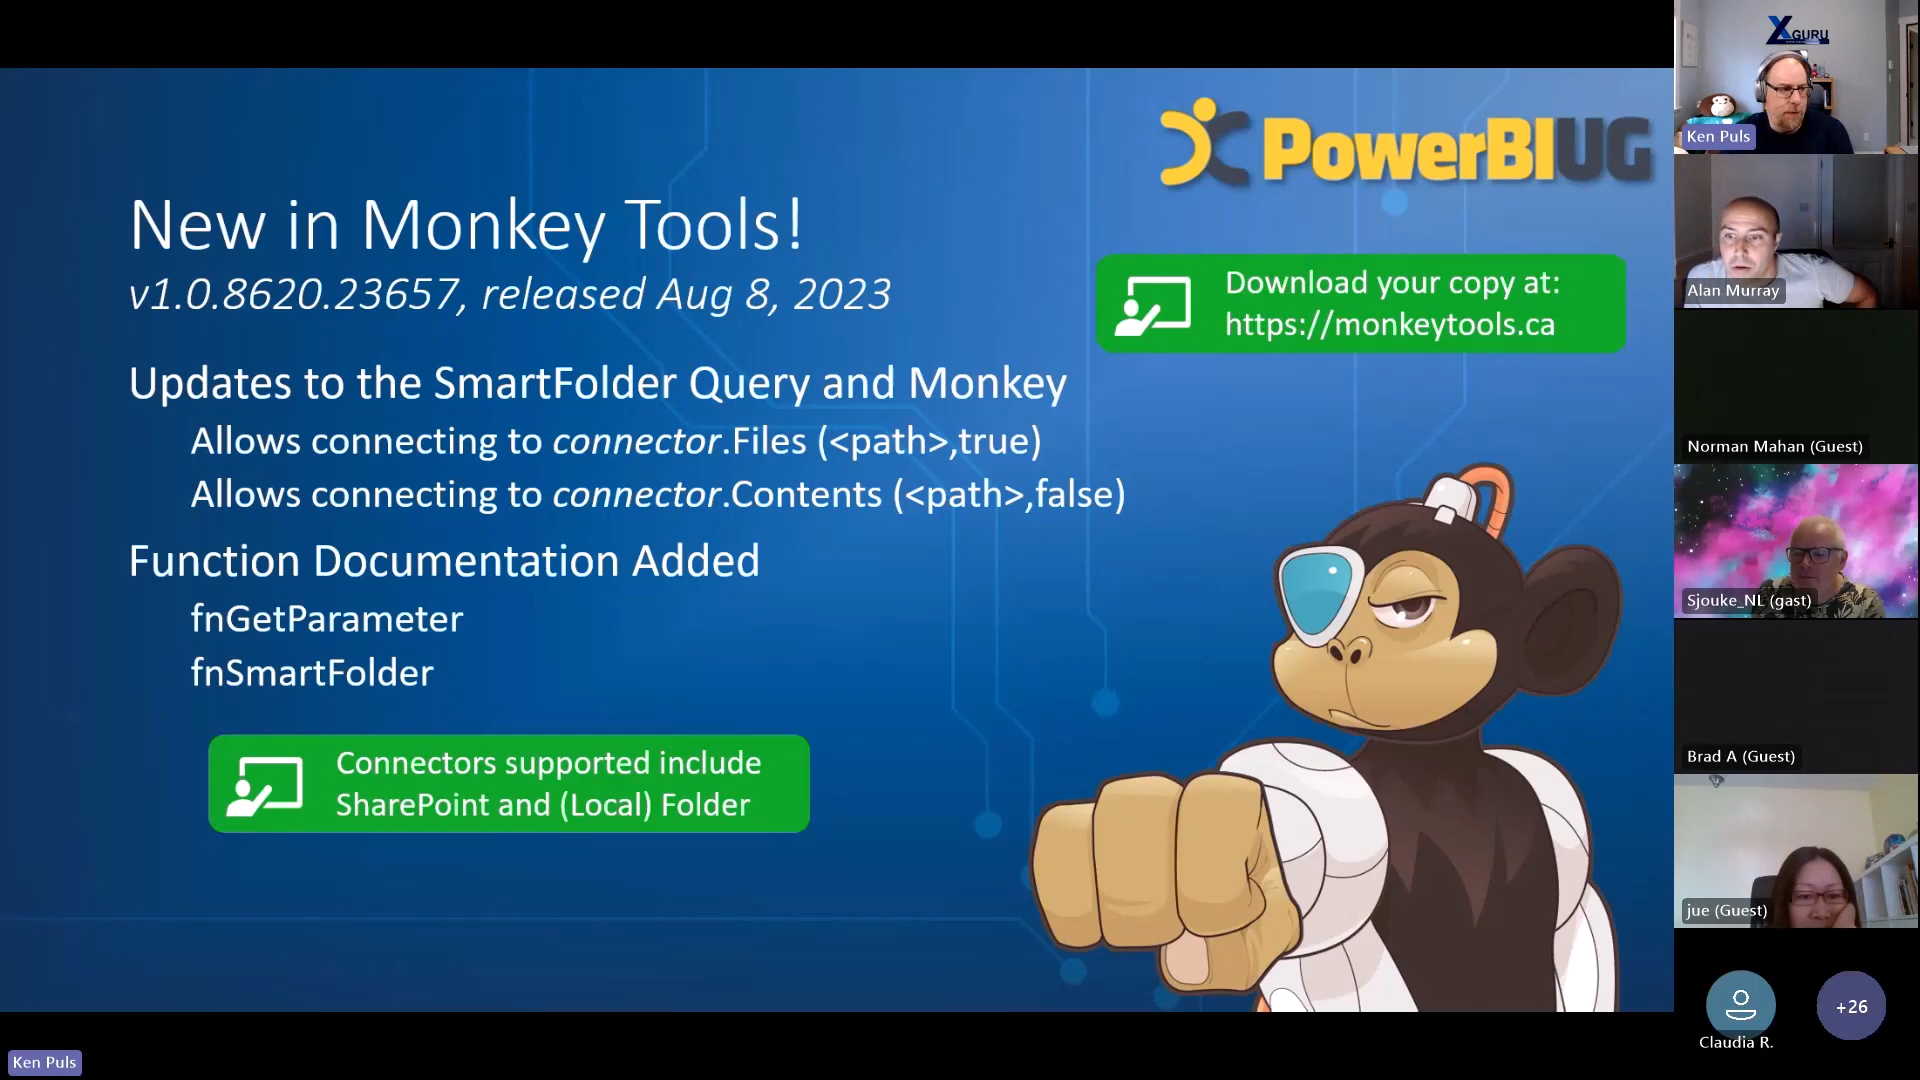 New in Monkey Tools!
v1.0.8620.23657, released Aug 8, 2023
Updates to the SmartFolder Query and Monkey
Allows connecting to connector.Files (<path>,true)
Allows connecting to connector.Contents (<path>,false)
Function Documentation Added
fnGetParameter
fnSmartFolder
Connectors supported include
SharePoint and (Local) Folder
PowerBIUG
Download your copy at:
https://monkeytools.ca
XGURU
Ken Puls
Alan Murray
Norman Mahan (Guest)
Sjouke_NL (gast)
Brad A (Guest)
jue (Guest)
Claudia R.
+26
Ken Puls